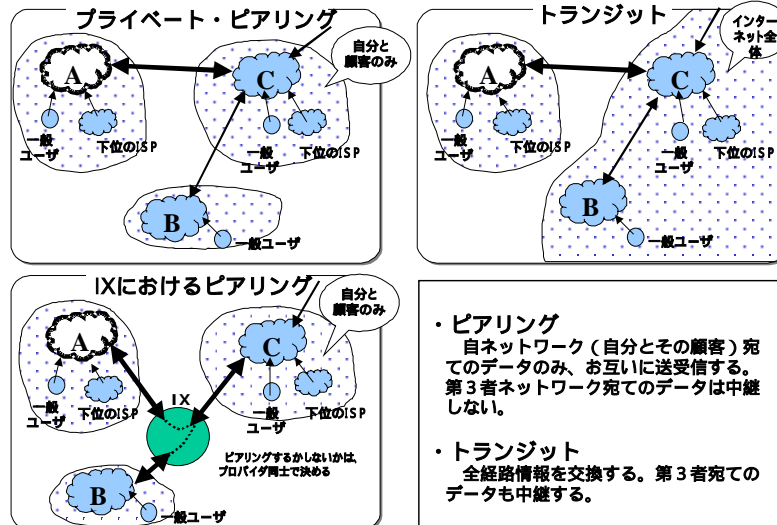 プライベート・ピアリング
自分と
顧客のみ
A
C
一般
ユーザ
下位のISP
一般
ユーザ
下位のISP
B
一般ユーザ
トランジット
インター
ネット全
体
A
C
一般
ユーザ
下位のISP
一般
ユーザ
下位のISP
B
一般ユーザ
IXにおけるピアリング
自分と
顧客のみ
A
C
一般
ユーザ
下位のISP
IX
一般
ユーザ
下位のISP
ピアリングするかしないかは、
プロバイダ同士で決める
B
一般ユーザ
・ピアリング
自ネットワーク(自分とその顧客)宛
てのデータのみ、お互いに送受信する。
第3者ネットワーク宛てのデータは中継
しない。
・トランジット
全経路情報を交換する。第3者宛ての
データも中継する。